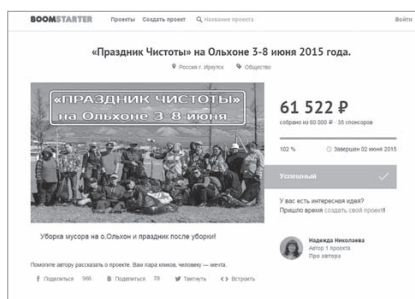 BOOMSTARTER Проекты Создать проект Название проекта Войти
«Праздник Чистоты» на Ольхоне 3-8 июня 2015 года.
Россия г. Иркутск Общество
«ПРАЗДНИК ЧИСТОТЫ»
на Ольхоне 3-8 июня
61 522 ₽
собрано из 60 000 ₽ · 35 спонсоров
102 % Завершен 02 июня 2015
Успешный
У вас есть интересная идея?
Пришло время создать свой проект!
Уборка мусора на о.Ольхон и праздник после уборки!
Надежда Николаева
Автор 1 проекта
Про автора
Помогите автору рассказать о проекте. Вам пара кликов, человеку — мечта.
Поделиться 986 Поделиться 78 Твитнуть Встроить